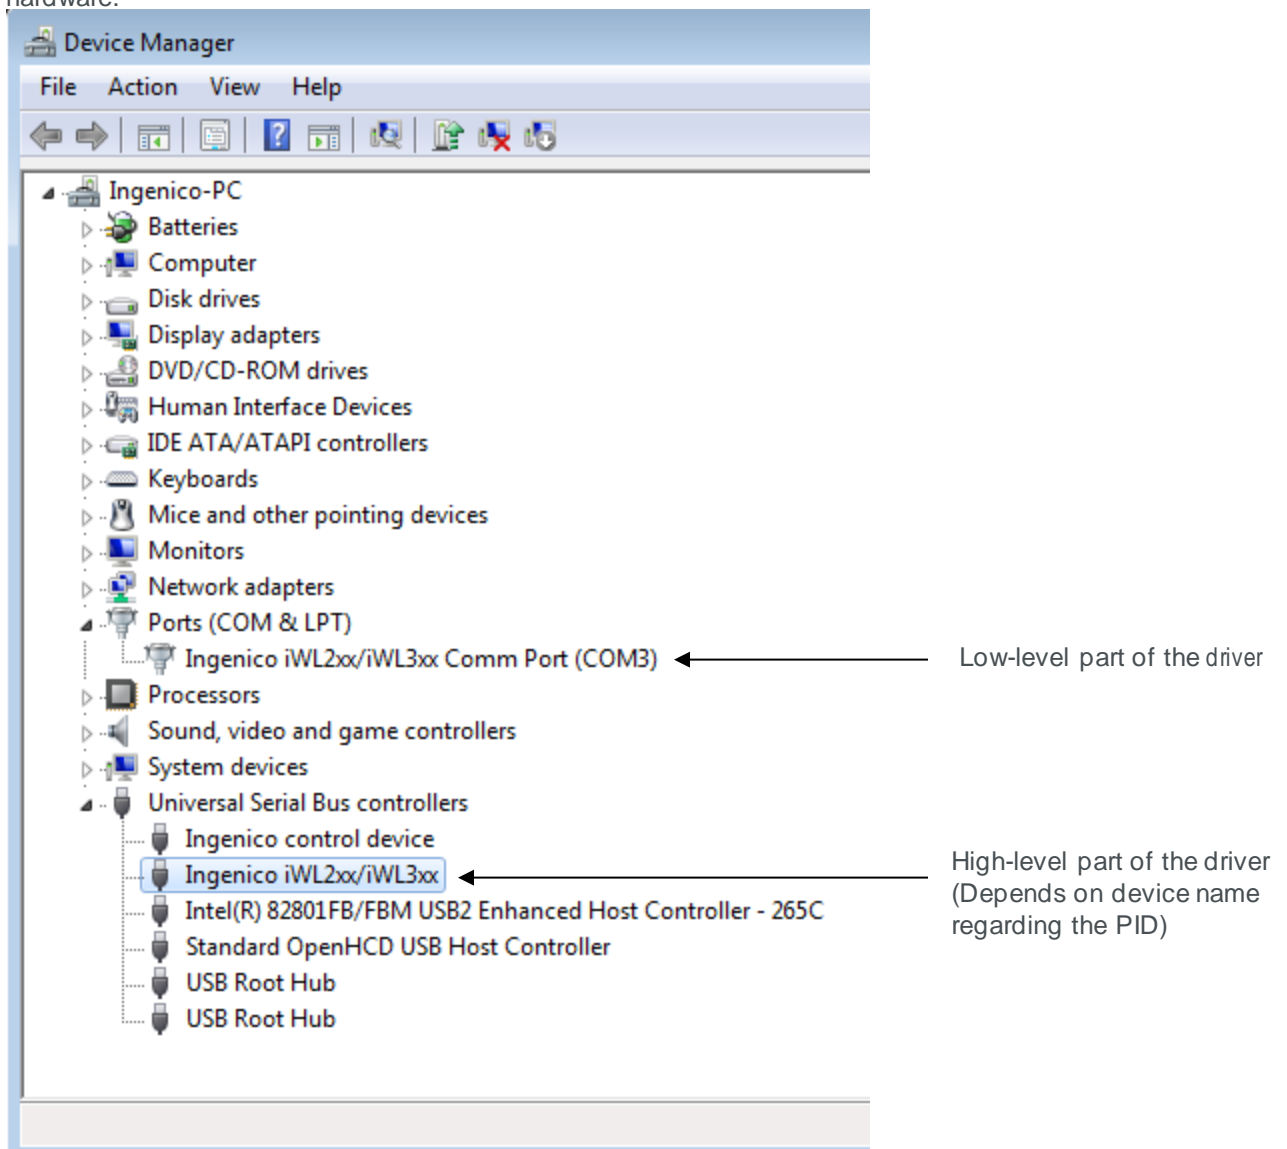 hardware.
Device Manager
File Action View Help
Ingenico-PC
Batteries
Computer
Disk drives
Display adapters
DVD/CD-ROM drives
Human Interface Devices
IDE ATA/ATAPI controllers
Keyboards
Mice and other pointing devices
Monitors
Network adapters
Ports (COM & LPT)
Ingenico iWL2xx/iWL3xx Comm Port (COM3)
Low-level part of the driver
Processors
Sound, video and game controllers
System devices
Universal Serial Bus controllers
Ingenico control device
Ingenico iWL2xx/iWL3xx
High-level part of the driver
(Depends on device name
regarding the PID)
Intel(R) 82801FB/FBM USB2 Enhanced Host Controller - 265C
Standard OpenHCD USB Host Controller
USB Root Hub
USB Root Hub